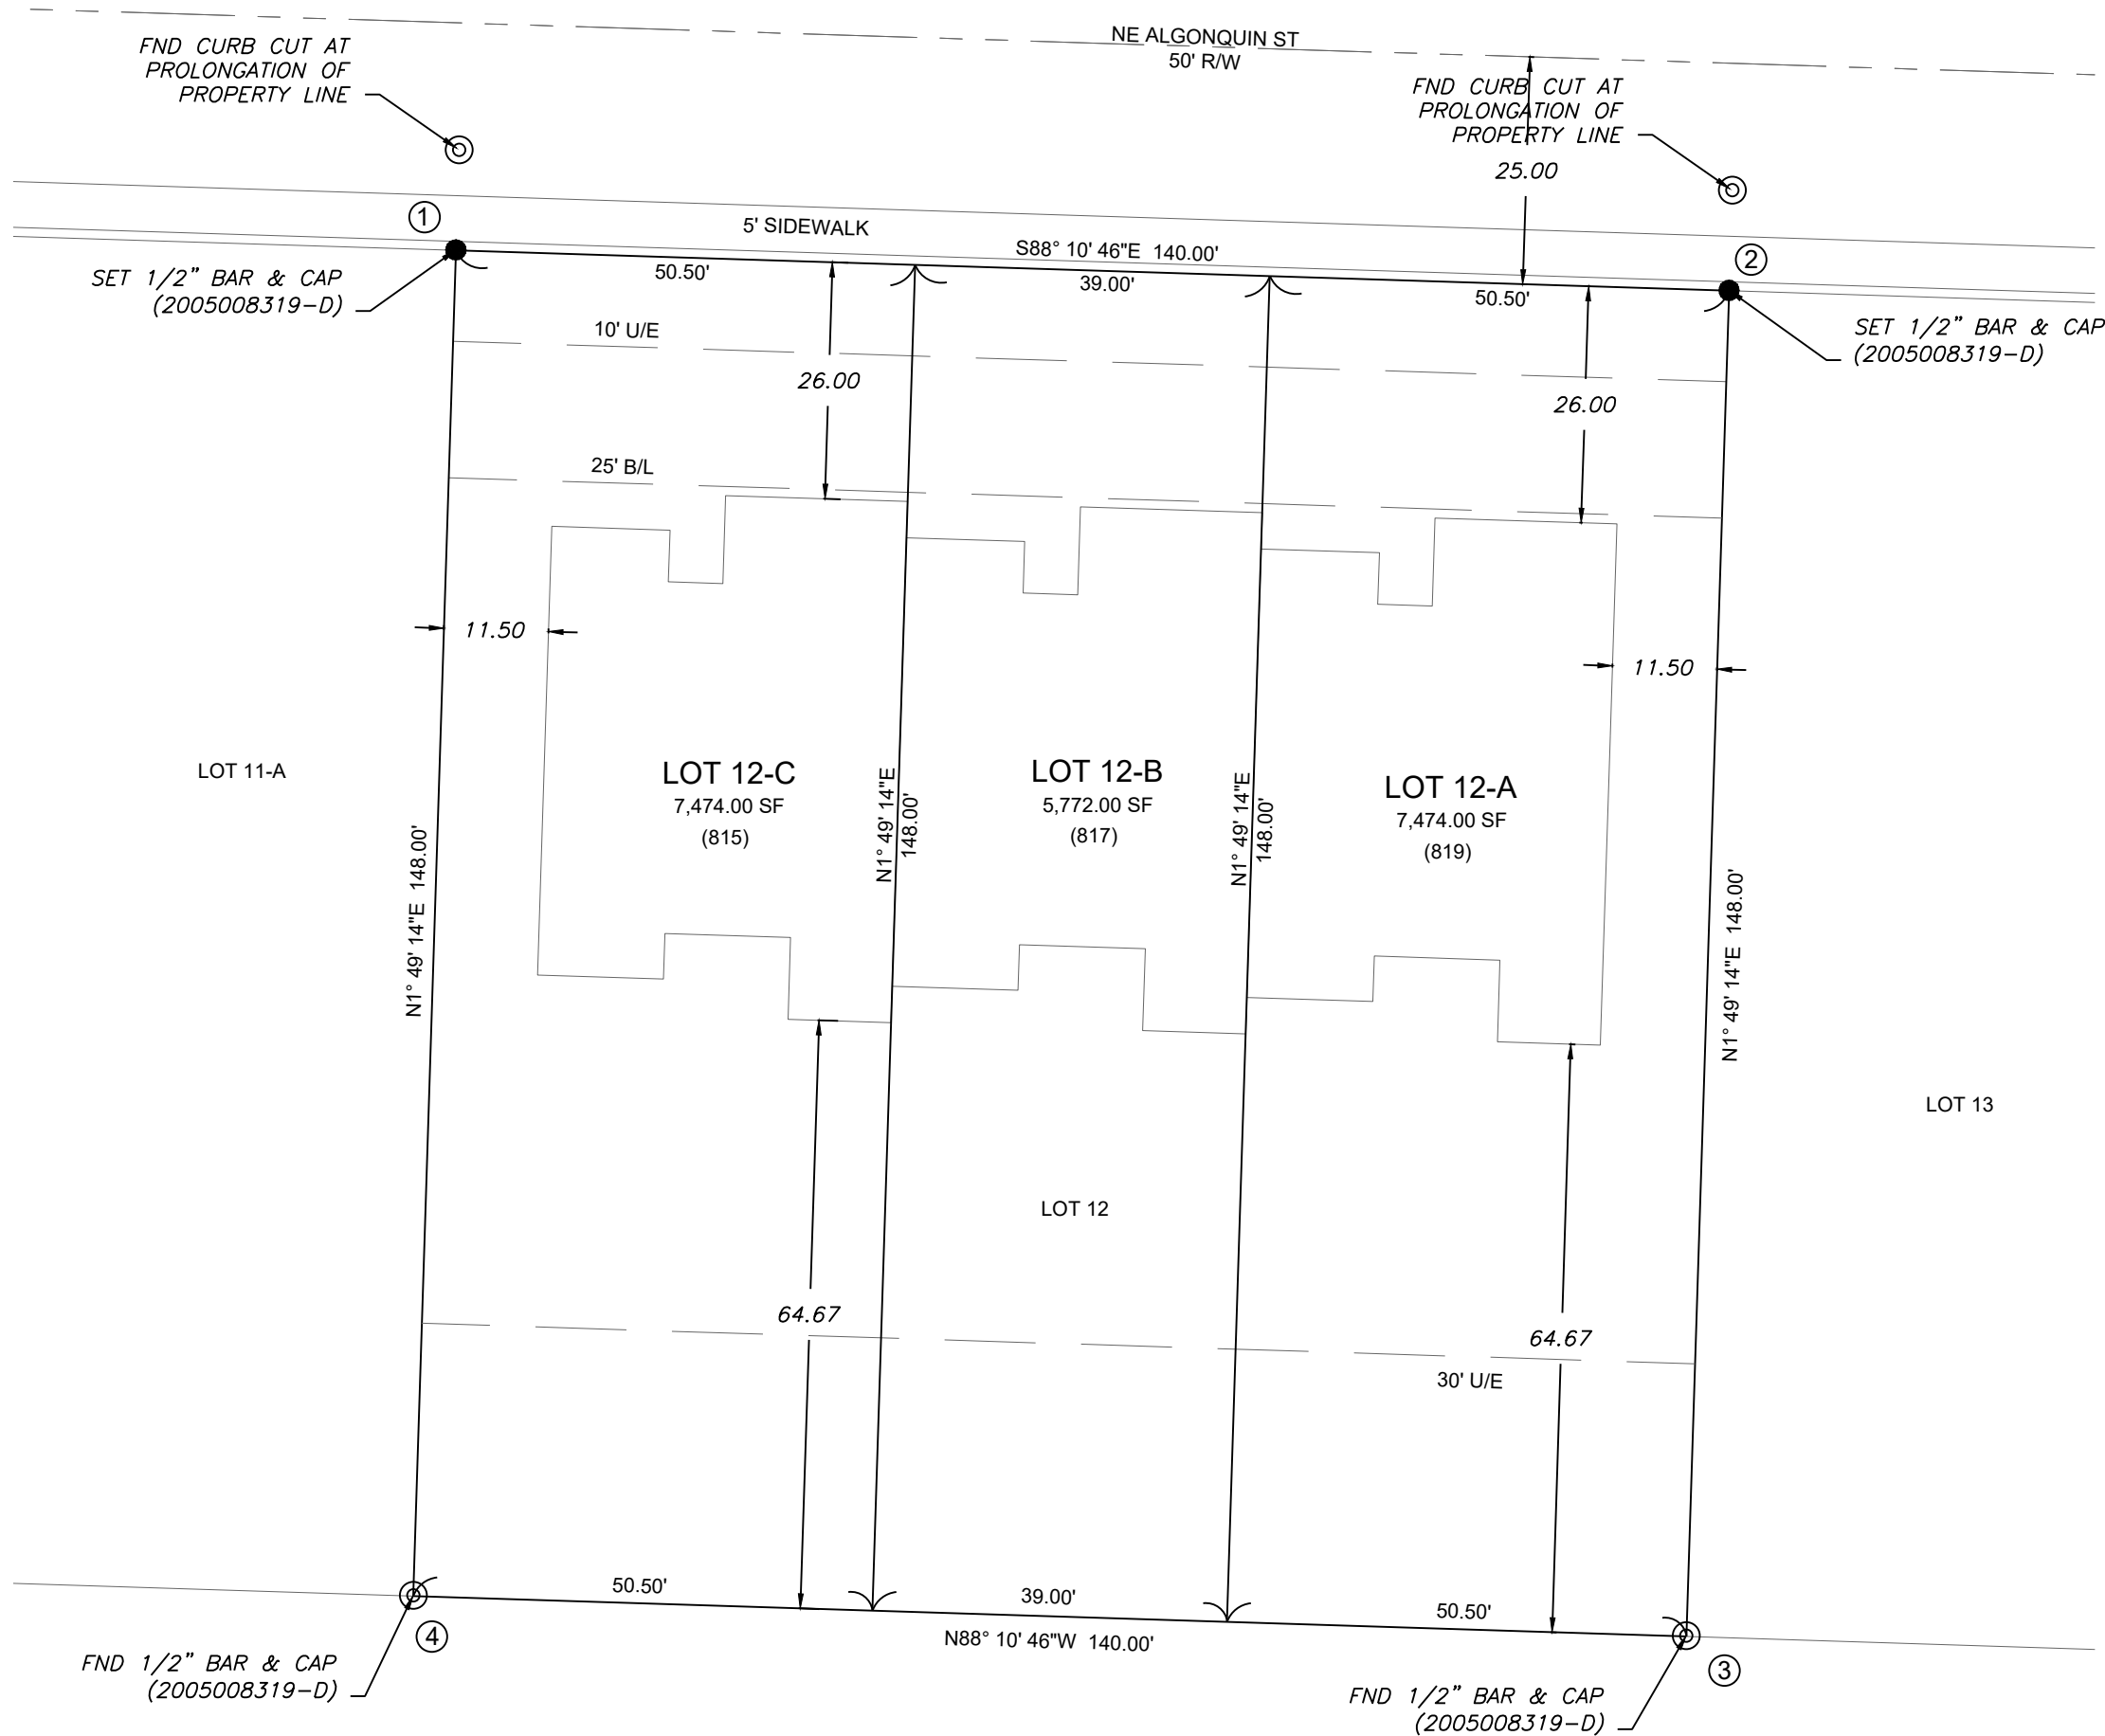 NE ALGONQUIN ST
50' R/W
FND CURB CUT AT
PROLONGATION OF
PROPERTY LINE
FND CURB CUT AT
PROLONGATION OF
PROPERTY LINE
25.00
1
5' SIDEWALK
S88° 10' 46"E 140.00'
2
SET 1/2" BAR & CAP
(2005008319-D)
50.50'
39.00'
50.50'
SET 1/2" BAR & CAP
(2005008319-D)
10' U/E
26.00
26.00
25' B/L
11.50
11.50
LOT 11-A
LOT 12-C
7,474.00 SF
(815)
LOT 12-B
5,772.00 SF
(817)
LOT 12-A
7,474.00 SF
(819)
N1° 49' 14"E 148.00'
N1° 49' 14"E
148.00'
N1° 49' 14"E
148.00'
N1° 49' 14"E 148.00'
LOT 13
LOT 12
64.67
64.67
30' U/E
50.50'
39.00'
50.50'
N88° 10' 46"W 140.00'
4
3
FND 1/2" BAR & CAP
(2005008319-D)
FND 1/2" BAR & CAP
(2005008319-D)